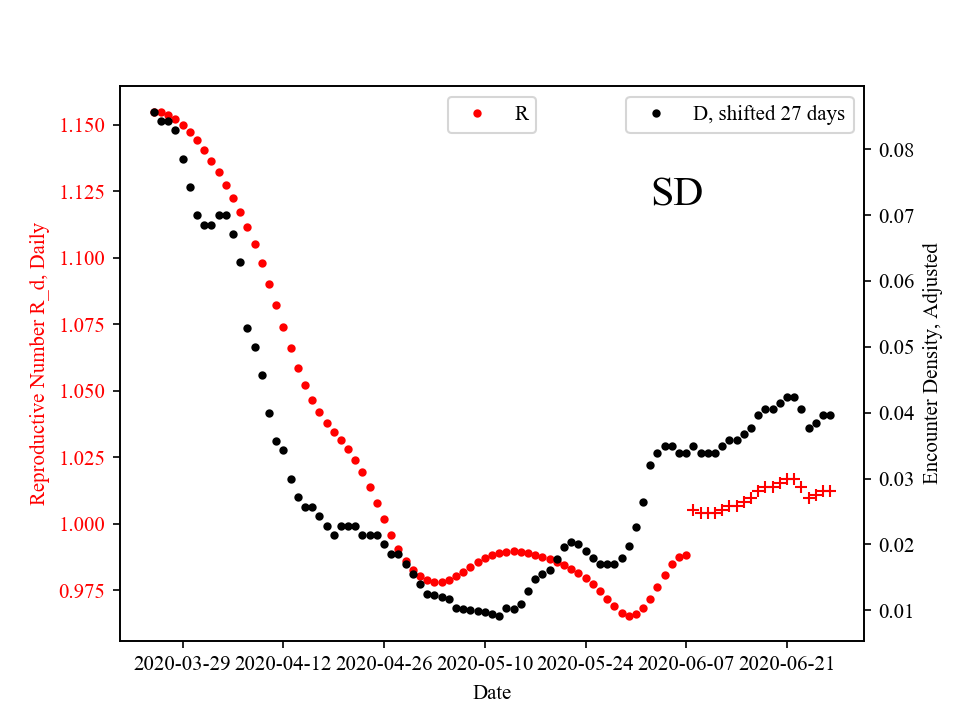 R
D, shifted 27 days
SD
Reproductive Number R_d, Daily
1.150
1.125
1.100
1.075
1.050
1.025
1.000
0.975
0.08
0.07
0.06
0.05
0.04
0.03
0.02
0.01
Encounter Density, Adjusted
2020-03-29 2020-04-12 2020-04-26 2020-05-10 2020-05-24 2020-06-07 2020-06-21
Date